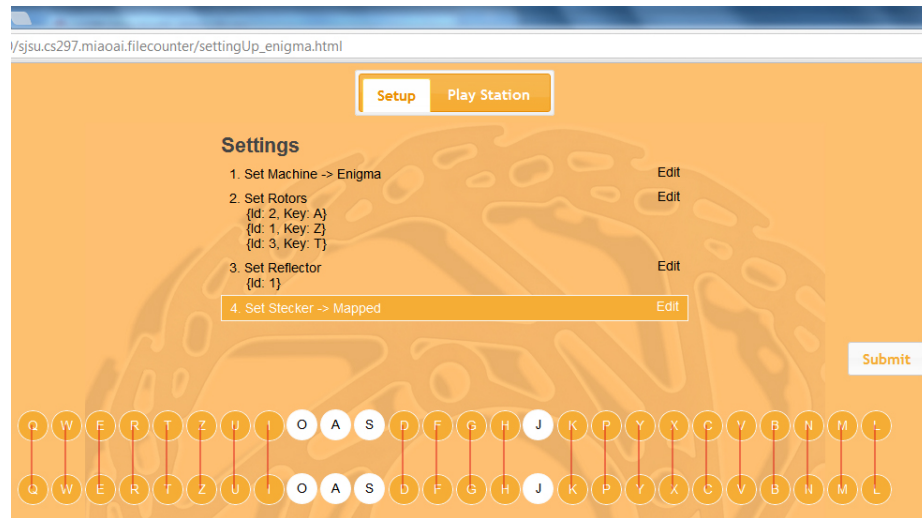 )/sjsu.cs297.miaoai.filecounter/settingUp_enigma.html
Setup Play Station
Settings
1. Set Machine -> Enigma Edit
2. Set Rotors Edit
{Id: 2, Key: A}
{Id: 1, Key: Z}
{Id: 3, Key: T}
3. Set Reflector Edit
{Id: 1}
4. Set Stecker -> Mapped Edit
Submit
Q W E R T Z U I O A S D F G H J K P Y X C V B N M L
Q W E R T Z U I O A S D F G H J K P Y X C V B N M L